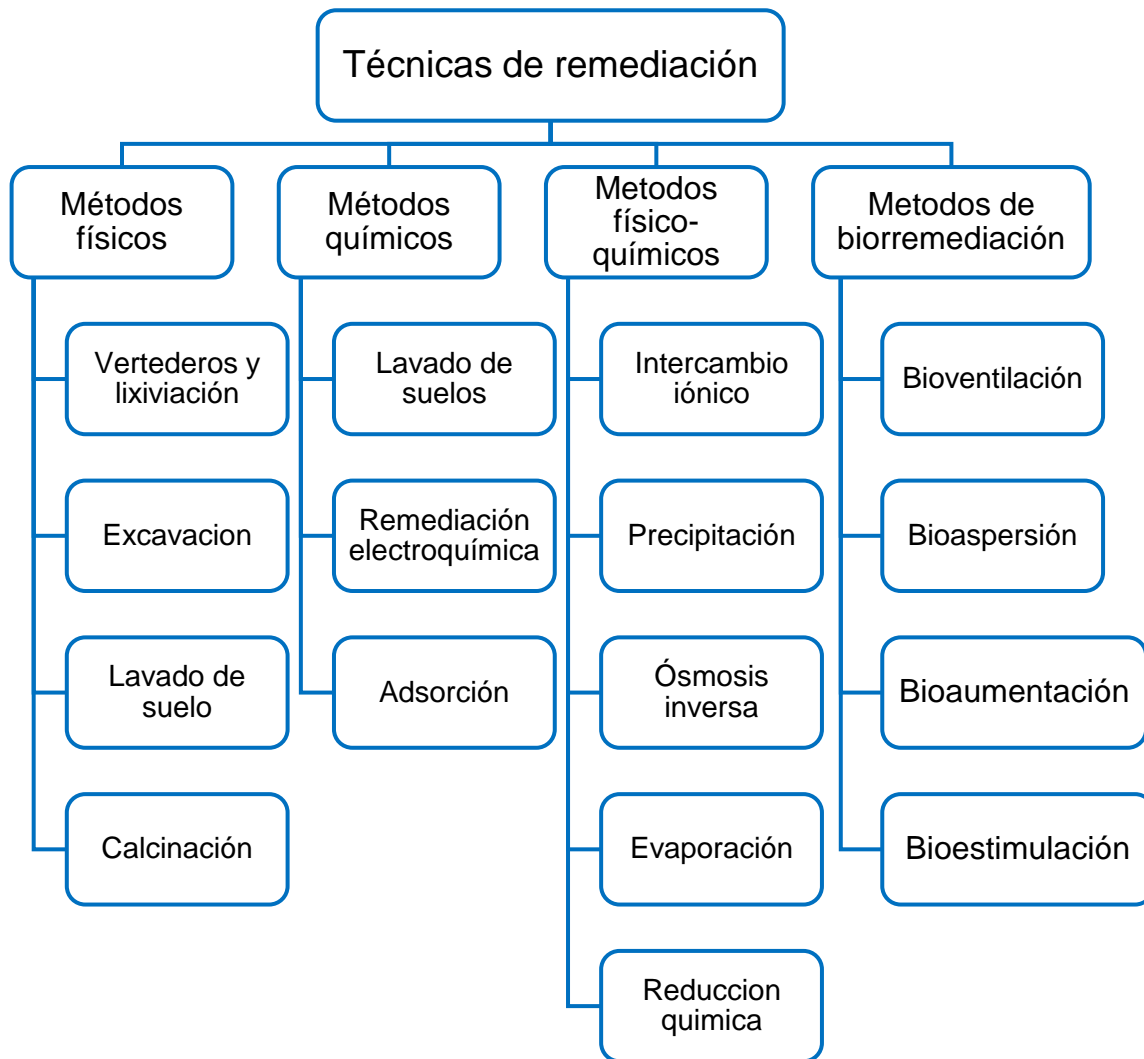 Técnicas de remediación
Métodos
físicos
Vertederos y
lixiviación
Excavacion
Lavado de
suelo
Calcinación
Métodos
químicos
Lavado de
suelos
Remediación
electroquímica
Adsorción
Metodos
físico-
químicos
Intercambio
iónico
Precipitación
Ósmosis
inversa
Evaporación
Reduccion
quimica
Metodos de
biorremediación
Bioventilación
Bioaspersión
Bioaumentación
Bioestimulación